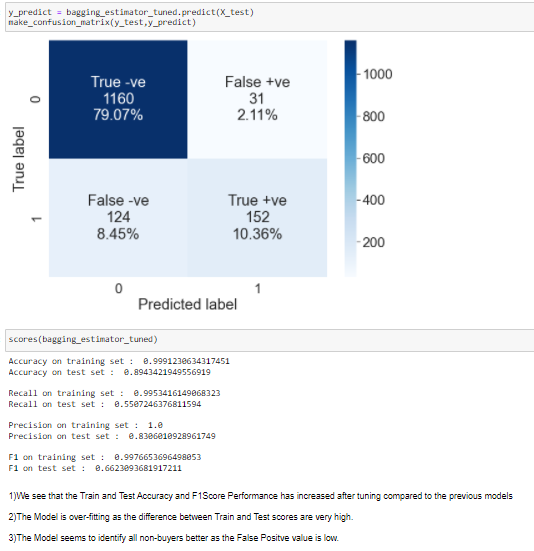 y_predict = bagging_estimator_tuned.predict(X_test)
make_confusion_matrix(y_test,y_predict)
True -ve
1160
79.07%
False +ve
31
2.11%
False -ve
124
8.45%
True +ve
152
10.36%
0
1
True label
0
1
Predicted label
1000
800
600
400
200
scores(bagging_estimator_tuned)
Accuracy on training set : 0.9991230634317451
Accuracy on test set : 0.8943421949556919
Recall on training set : 0.9953416149068323
Recall on test set : 0.5507246376811594
Precision on training set : 1.0
Precision on test set : 0.8306010928961749
F1 on training set : 0.9976653696498053
F1 on test set : 0.6623093681917211
1)We see that the Train and Test Accuracy and F1Score Performance has increased after tuning compared to the previous models
2)The Model is over-fitting as the difference between Train and Test scores are very high.
3)The Model seems to identify all non-buyers better as the False Positve value is low.